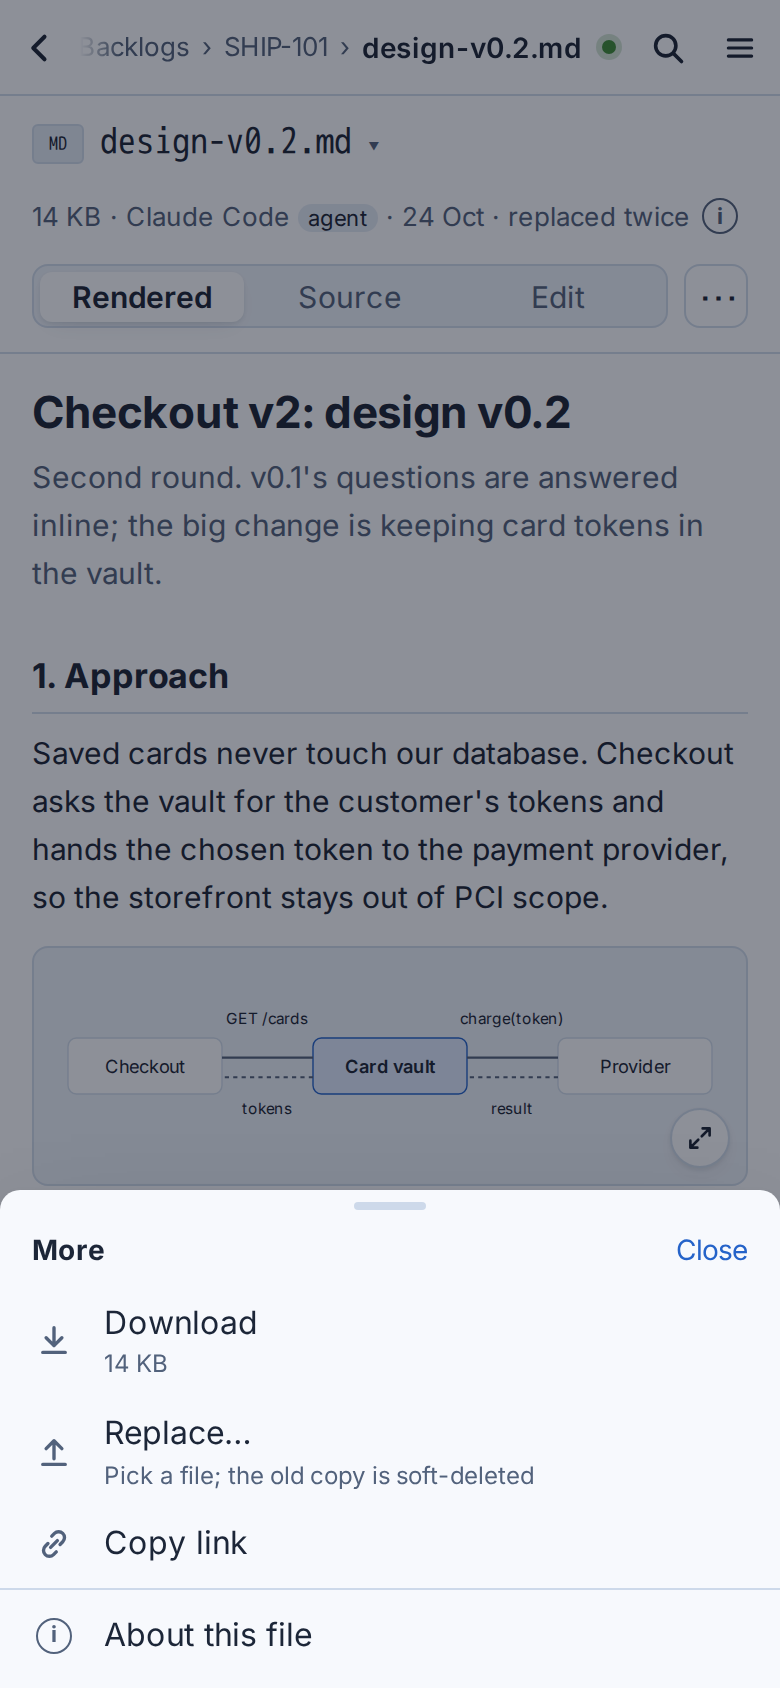 Backlogs › SHIP-101 › design-v0.2.md
MD design-v0.2.md ▾
14 KB · Claude Code agent · 24 Oct · replaced twice i
Rendered Source Edit ...
Checkout v2: design v0.2
Second round. v0.1's questions are answered
inline; the big change is keeping card tokens in
the vault.
1. Approach
Saved cards never touch our database. Checkout
asks the vault for the customer's tokens and
hands the chosen token to the payment provider,
so the storefront stays out of PCI scope.
GET /cards charge(token)
Checkout Card vault Provider
tokens result
More Close
Download
14 KB
Replace...
Pick a file; the old copy is soft-deleted
Copy link
i About this file